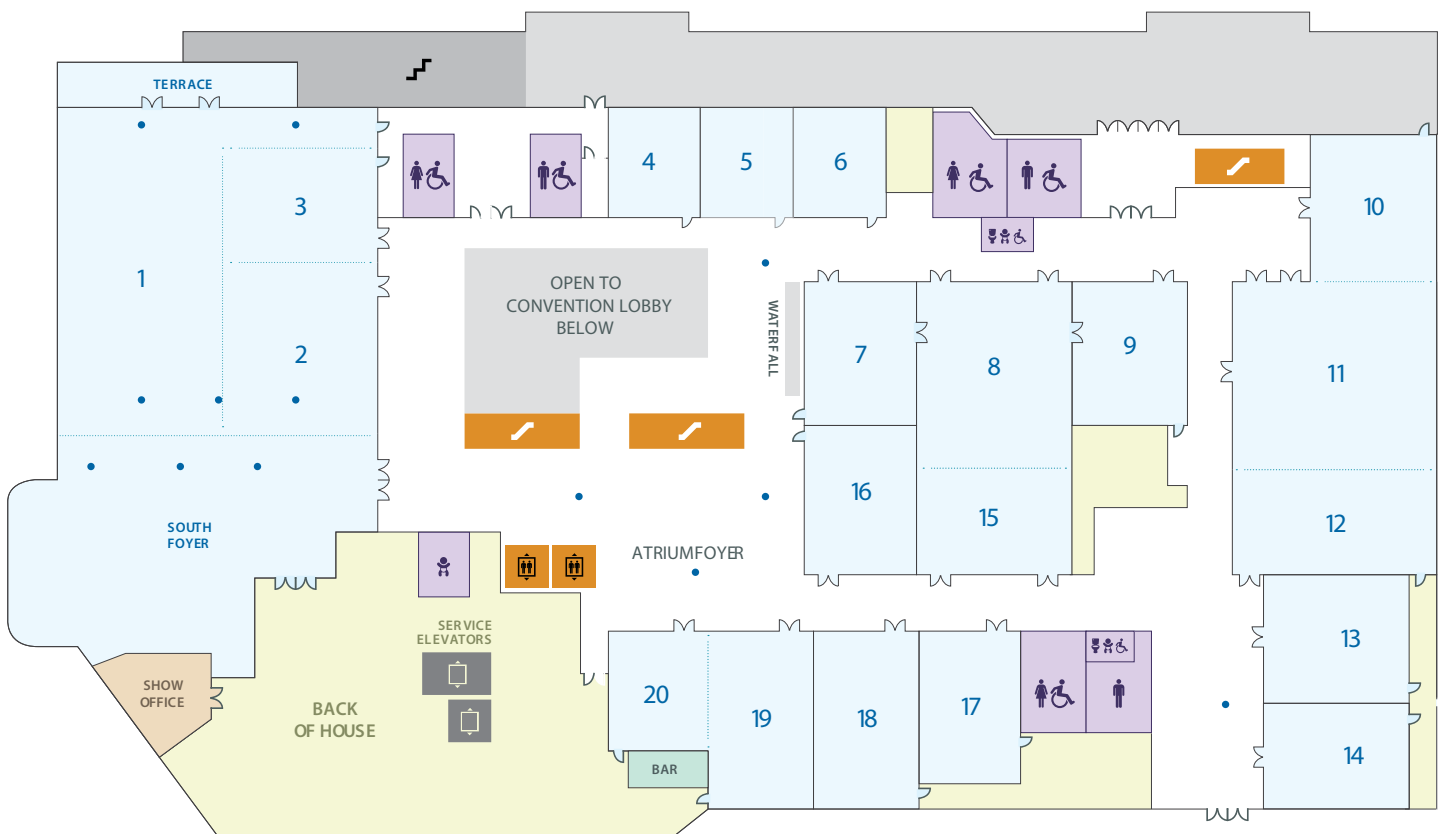 TERRACE
4
5
6
3
10
1
OPEN TO
CONVENTION LOBBY
BELOW
WATERFALL
7
8
9
2
11
16
15
12
SOUTH
FOYER
ATRIUMFOYER
SERVICE
ELEVATORS
13
SHOW
OFFICE
BACK
OF HOUSE
20
19
18
17
14
BAR